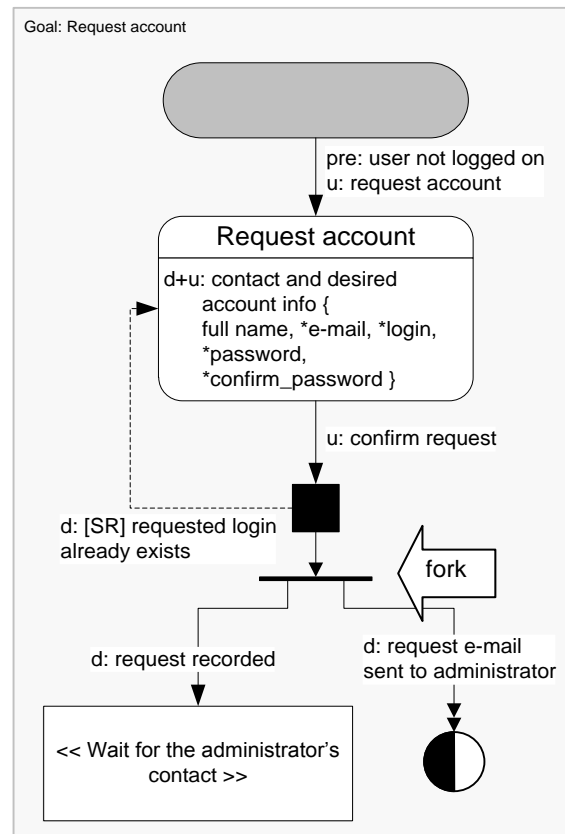 Goal: Request account
pre: user not logged on
u: request account
Request account
d+u: contact and desired
account info {
full name, *e-mail, *login,
*password,
*confirm_password }
u: confirm request
d: [SR] requested login
already exists
fork
d: request recorded
d: request e-mail
sent to administrator
<< Wait for the administrator's
contact >>